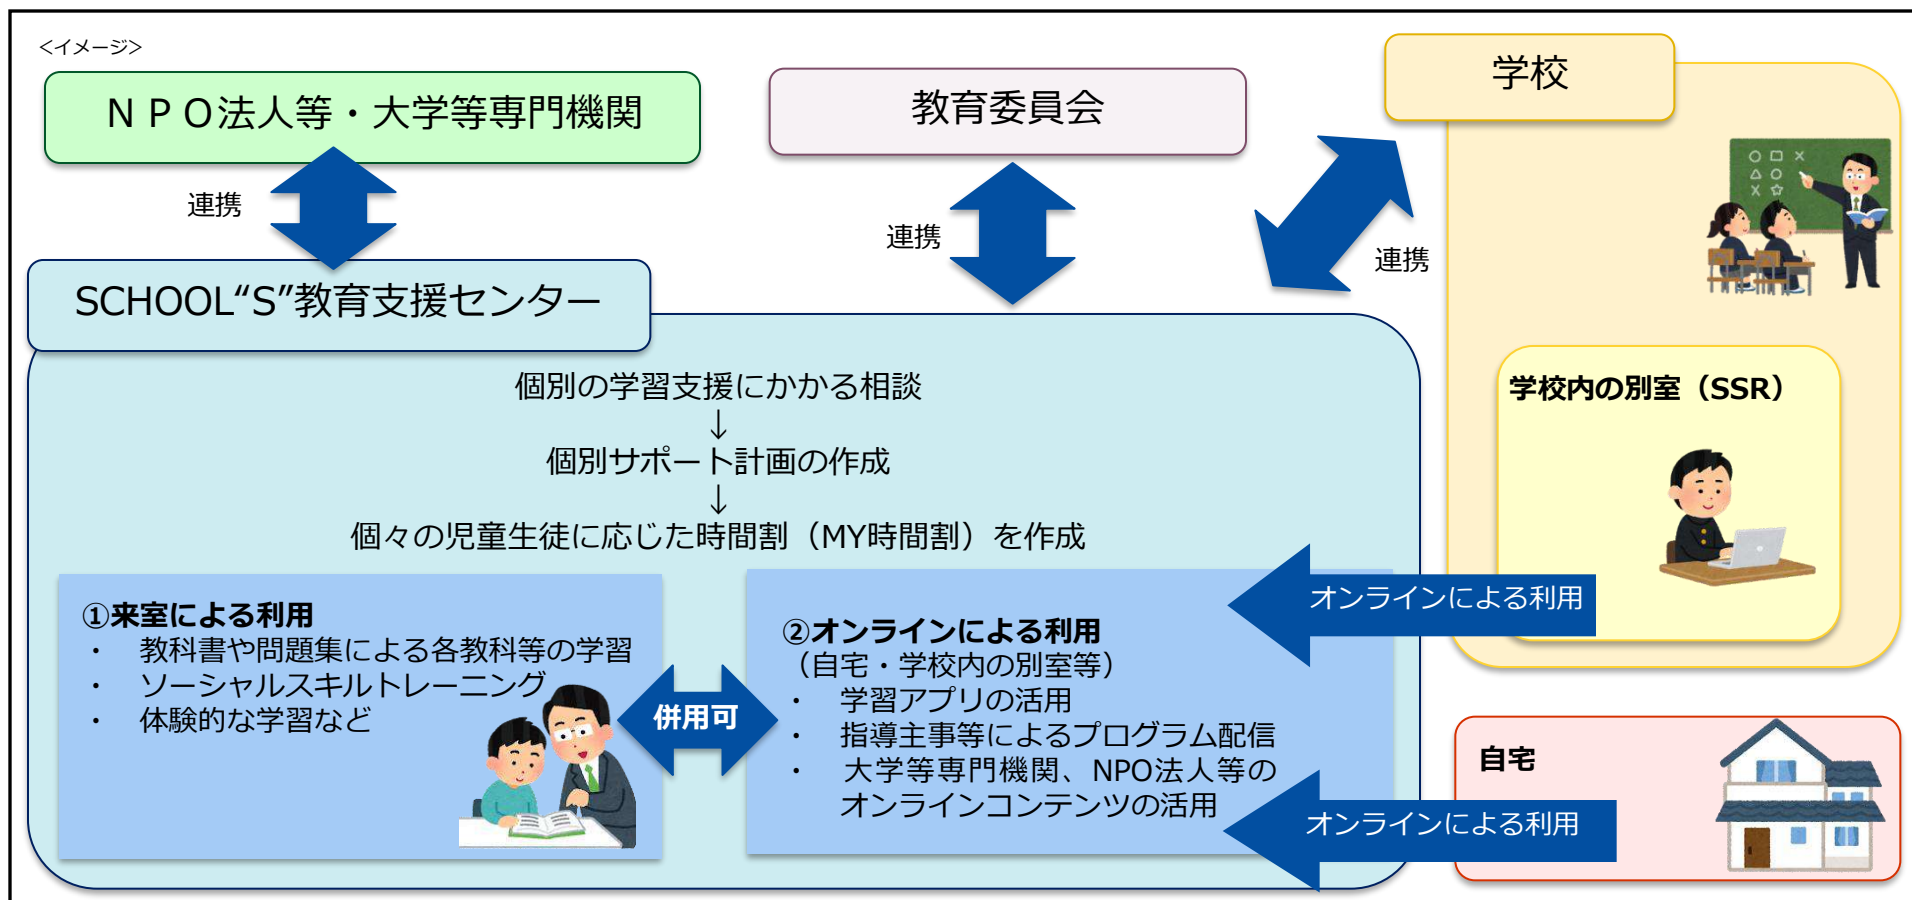 <イメージ>
ＮＰＯ法人等・大学等専門機関
教育委員会
学校
連携
連携
連携
SCHOOL“S”教育支援センター
個別の学習支援にかかる相談
↓
個別サポート計画の作成
↓
個々の児童生徒に応じた時間割（MY時間割）を作成
①来室による利用
・ 教科書や問題集による各教科等の学習
・ ソーシャルスキルトレーニング
・ 体験的な学習など
併用可
②オンラインによる利用
（自宅・学校内の別室等）
・ 学習アプリの活用
・ 指導主事等によるプログラム配信
・ 大学等専門機関、NPO法人等の
オンラインコンテンツの活用
学校内の別室（SSR）
オンラインによる利用
自宅
オンラインによる利用